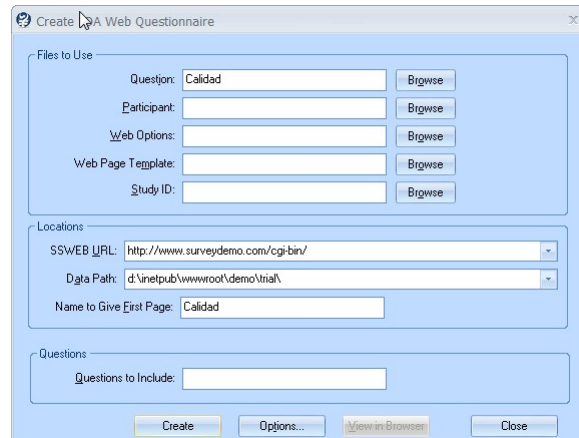 Create DA Web Questionnaire
Files to Use
Question: Calidad Browse
Participant: Browse
Web Options: Browse
Web Page Template: Browse
Study ID: Browse
Locations
SSWEB URL: http://www.surveydemo.com/cgi-bin/
Data Path: d:\inetpub\wwwroot\demo\trial\
Name to Give First Page: Calidad
Questions
Questions to Include:
Create Options... View in Browser Close